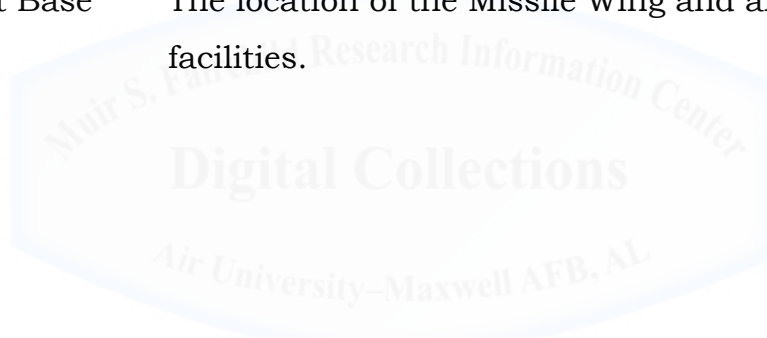 t Base The location of the Missile Wing and a
facilities.
Muir S. Fairchild Research Information Center
Digital Collections
Air University–Maxwell AFB, AL